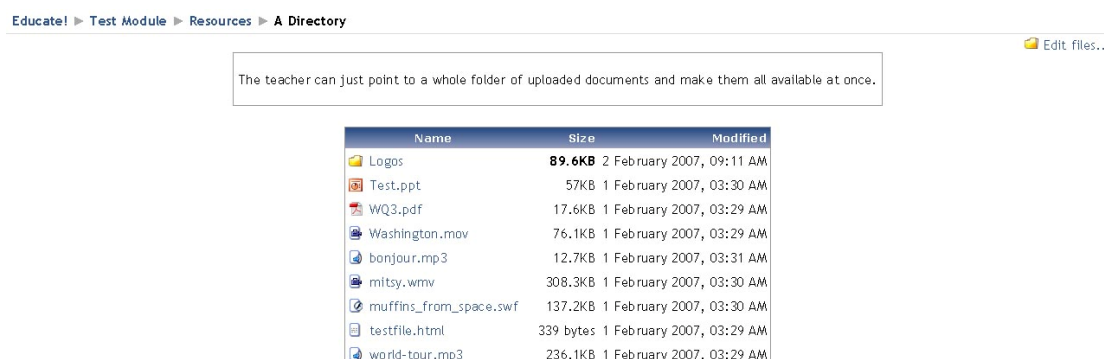 Educate! ► Test Module ► Resources ► A Directory
Edit files..
The teacher can just point to a whole folder of uploaded documents and make them all available at once.
Name Size Modified
Logos 89.6KB 2 February 2007, 09:11 AM
Test.ppt 57KB 1 February 2007, 03:30 AM
WQ3.pdf 17.6KB 1 February 2007, 03:29 AM
Washington.mov 76.1KB 1 February 2007, 03:29 AM
bonjour.mp3 12.7KB 1 February 2007, 03:31 AM
mitsy.wmv 308.3KB 1 February 2007, 03:30 AM
muffins_from_space.swf 137.2KB 1 February 2007, 03:30 AM
testfile.html 339 bytes 1 February 2007, 03:29 AM
world-tour.mp3 236.1KB 1 February 2007, 03:29 AM